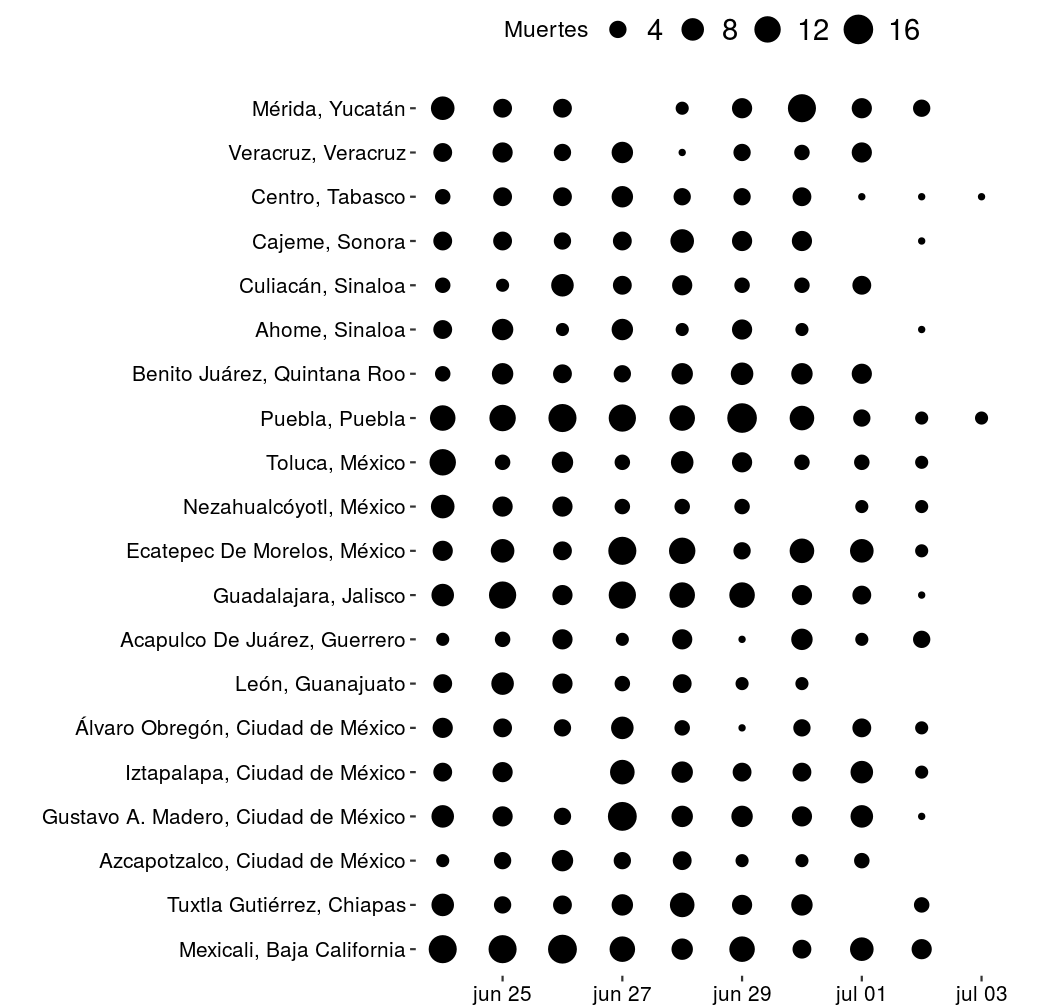 Muertes 4 8 12 16
Mérida, Yucatán
Veracruz, Veracruz
Centro, Tabasco
Cajeme, Sonora
Culiacán, Sinaloa
Ahome, Sinaloa
Benito Juárez, Quintana Roo
Puebla, Puebla
Toluca, México
Nezahualcóyotl, México
Ecatepec De Morelos, México
Guadalajara, Jalisco
Acapulco De Juárez, Guerrero
León, Guanajuato
Álvaro Obregón, Ciudad de México
Iztapalapa, Ciudad de México
Gustavo A. Madero, Ciudad de México
Azcapotzalco, Ciudad de México
Tuxtla Gutiérrez, Chiapas
Mexicali, Baja California
jun 25 jun 27 jun 29 jul 01 jul 03